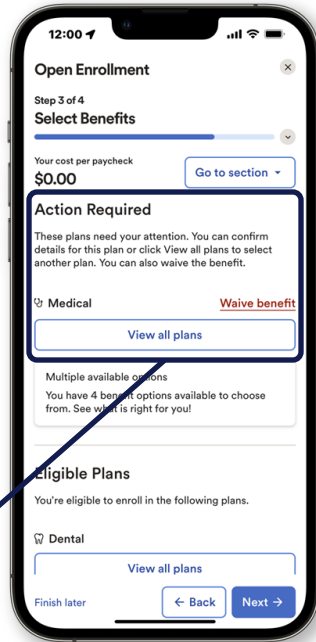 12:00
Open Enrollment
Step 3 of 4
Select Benefits
Your cost per paycheck
$0.00
Go to section
Action Required
These plans need your attention. You can confirm
details for this plan or click View all plans to select
another plan. You can also waive the benefit.
Medical
Waive benefit
View all plans
Multiple available options
You have 4 benefit options available to choose
from. See what is right for you!
Eligible Plans
You're eligible to enroll in the following plans.
Dental
View all plans
Finish later
← Back
Next →